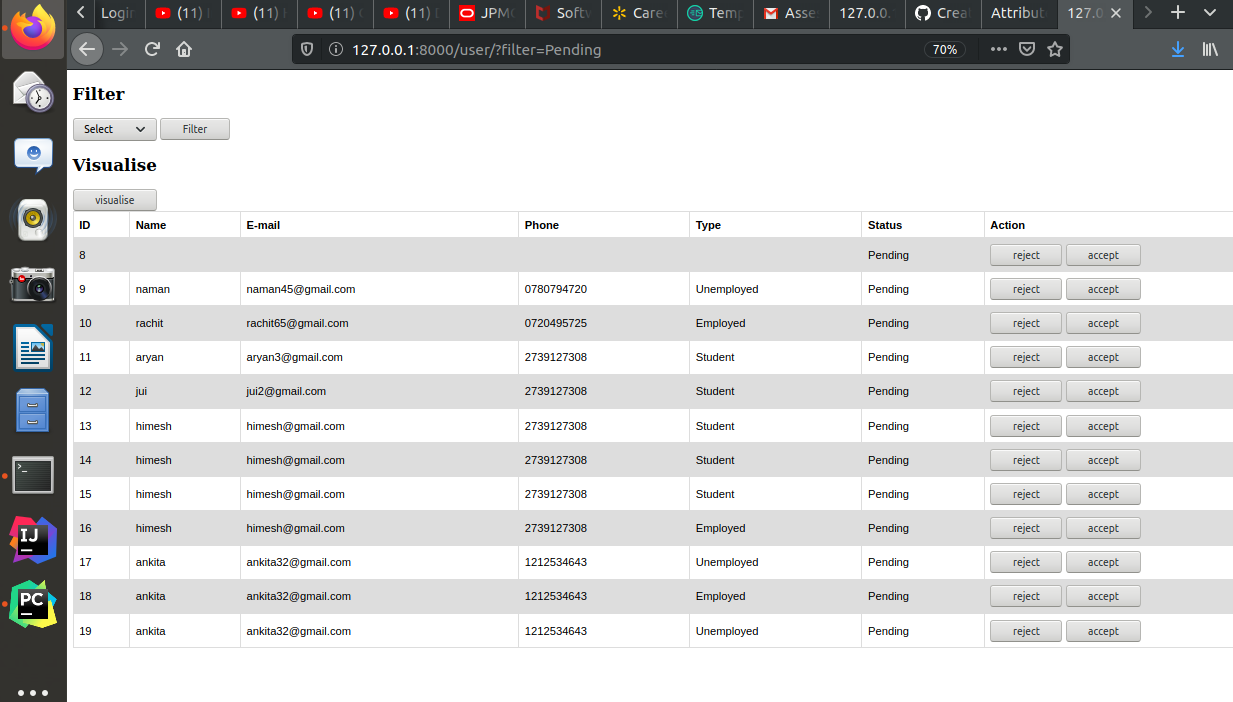 Login (11) (11) (11) (11) JPMC Softw Caree Temp Asses 127.0.0. Creat Attribut 127.0
127.0.0.1:8000/user/?filter=Pending 70%
Filter
Select Filter
Visualise
visualise
ID Name E-mail Phone Type Status Action
8 Pending reject accept
9 naman naman45@gmail.com 0780794720 Unemployed Pending reject accept
10 rachit rachit65@gmail.com 0720495725 Employed Pending reject accept
11 aryan aryan3@gmail.com 2739127308 Student Pending reject accept
12 jui jui2@gmail.com 2739127308 Student Pending reject accept
13 himesh himesh@gmail.com 2739127308 Student Pending reject accept
14 himesh himesh@gmail.com 2739127308 Student Pending reject accept
15 himesh himesh@gmail.com 2739127308 Student Pending reject accept
16 himesh himesh@gmail.com 2739127308 Employed Pending reject accept
17 ankita ankita32@gmail.com 1212534643 Unemployed Pending reject accept
IJ
18 ankita ankita32@gmail.com 1212534643 Employed Pending reject accept
PC
19 ankita ankita32@gmail.com 1212534643 Unemployed Pending reject accept